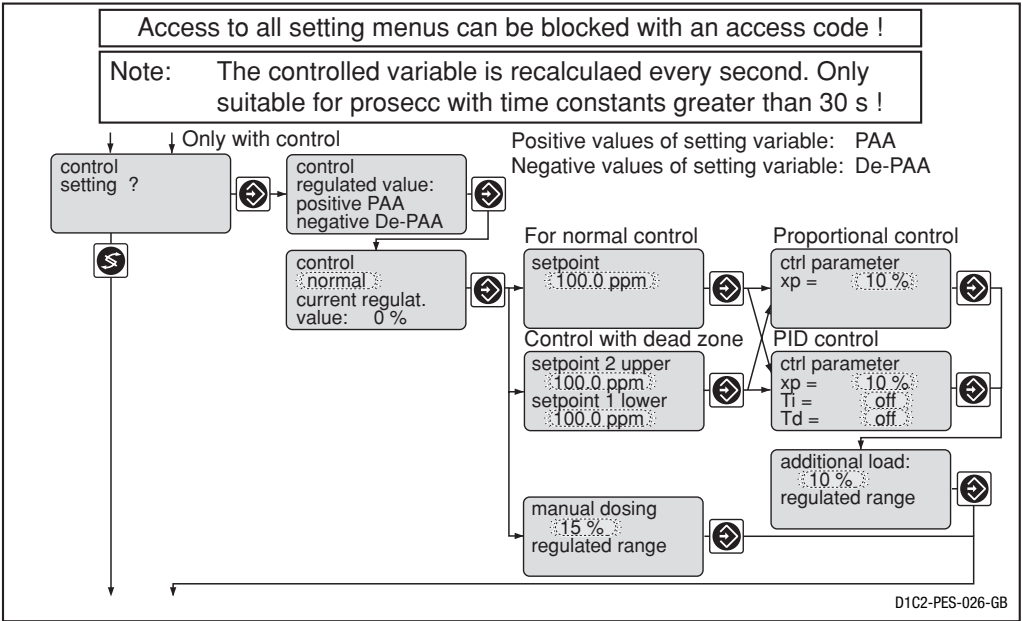 Access to all setting menus can be blocked with an access code !
Note: The controlled variable is recalculaed every second. Only
suitable for prosecc with time constants greater than 30 s !
Only with control
Positive values of setting variable: PAA
Negative values of setting variable: De-PAA
control
setting ?
control
regulated value:
positive PAA
negative De-PAA
control
normal
current regulat.
value: 0 %
For normal control
setpoint
100.0 ppm
Proportional control
ctrl parameter
xp = 10 %
Control with dead zone
setpoint 2 upper
100.0 ppm
setpoint 1 lower
100.0 ppm
PID control
ctrl parameter
xp = 10 %
Ti = off
Td = off
additional load:
10 %
regulated range
manual dosing
15 %
regulated range
D1C2-PES-026-GB